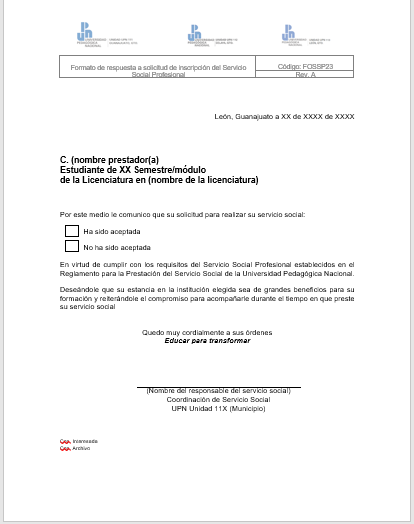 Formato de respuesta a solicitud de inscripción del Servicio
Social Profesional
Código: FOSSP23
Rev. A
León, Guanajuato a XX de XXXX de XXXX
C. (nombre prestador(a)
Estudiante de XX Semestre/módulo
de la Licenciatura en (nombre de la licenciatura)
Por este medio le comunico que su solicitud para realizar su servicio social:
Ha sido aceptada
No ha sido aceptada
En virtud de cumplir con los requisitos del Servicio Social Profesional establecidos en el
Reglamento para la Prestación del Servicio Social de la Universidad Pedagógica Nacional.
Deseándole que su estancia en la institución elegida sea de grandes beneficios para su
formación y reiterándole el compromiso para acompañarle durante el tiempo en que preste
su servicio social
Quedo muy cordialmente a sus órdenes
Educar para transformar
(Nombre del responsable del servicio social)
Coordinación de Servicio Social
UPN Unidad 11X (Municipio)
Interesado
Archivo